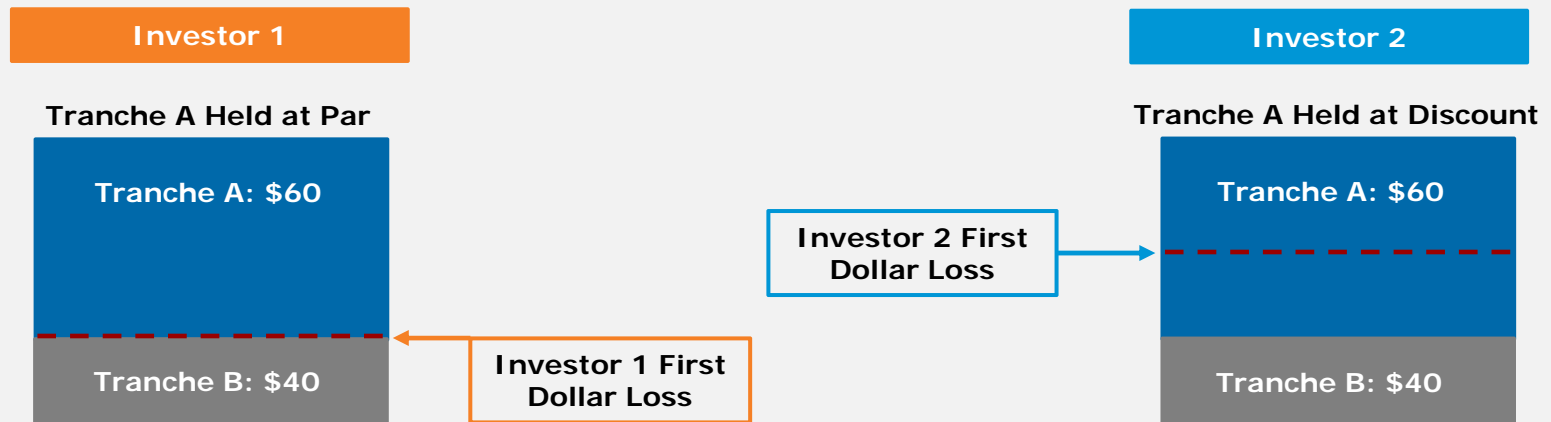 Investor 1
Tranche A Held at Par
Tranche A: $60
Tranche B: $40
Investor 1 First
Dollar Loss
Investor 2 First
Dollar Loss
Investor 2
Tranche A Held at Discount
Tranche A: $60
Tranche B: $40